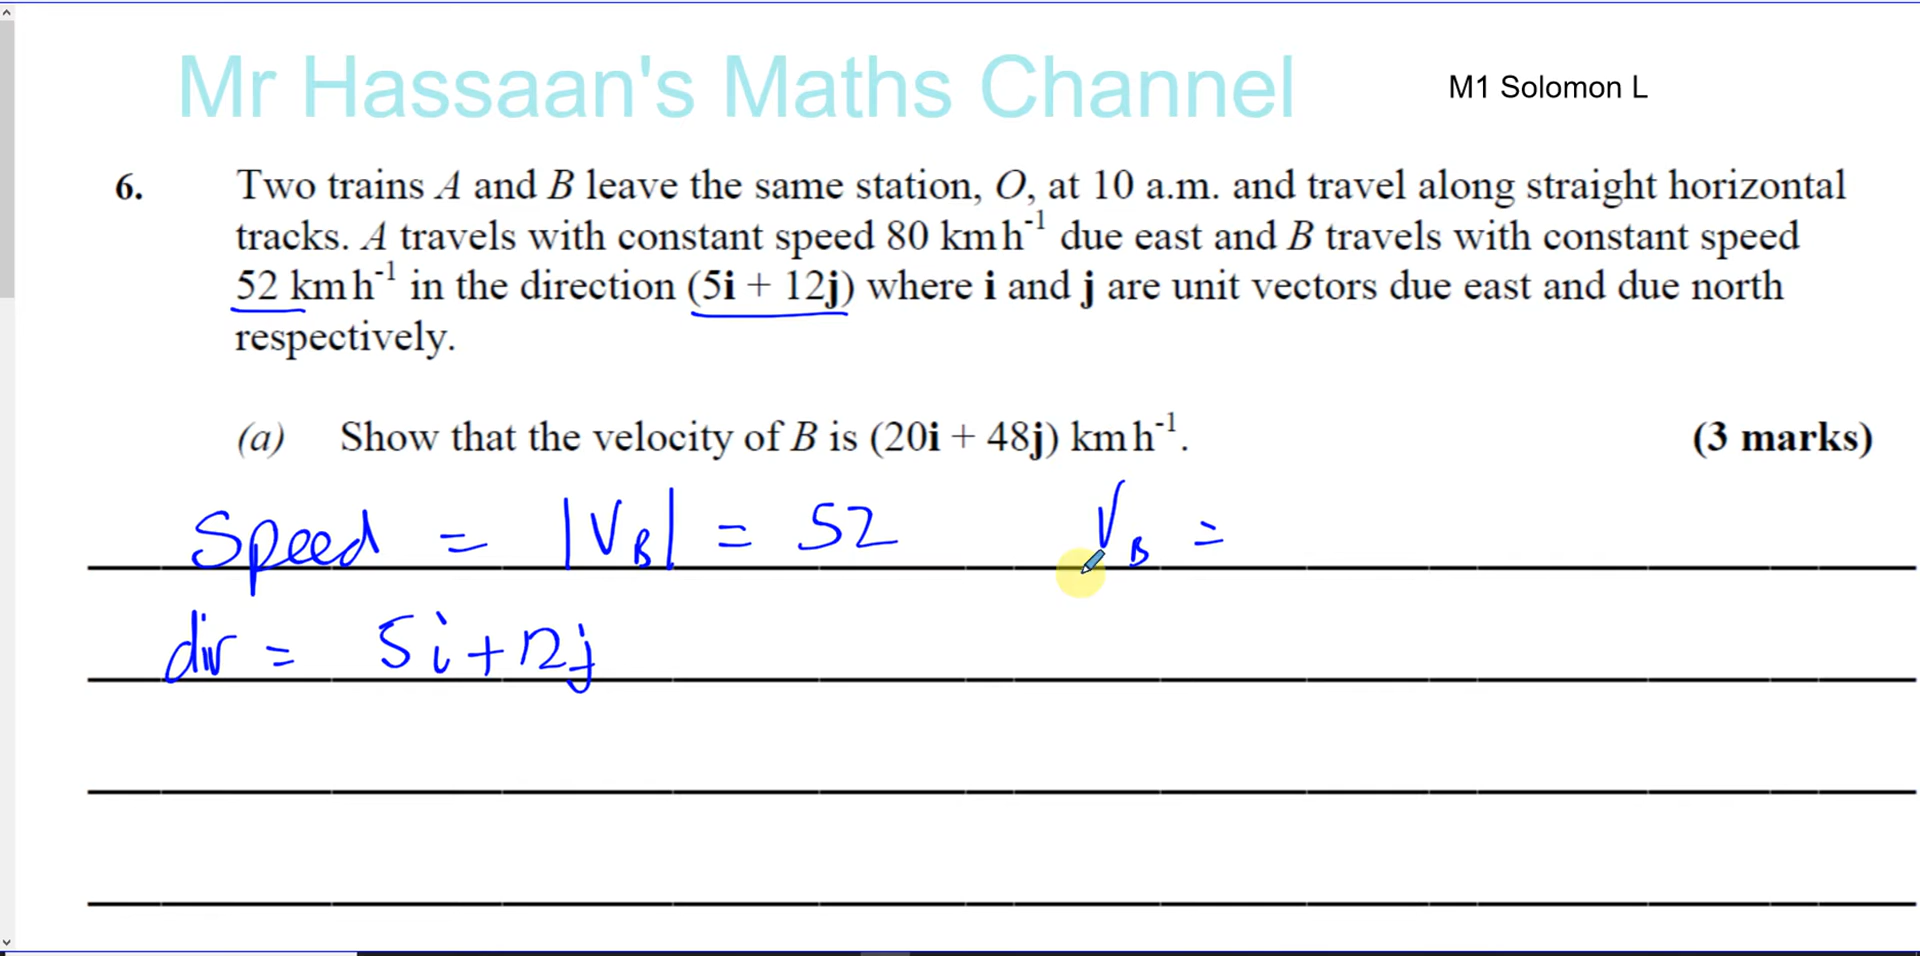 Mr Hassaan's Maths Channel
M1 Solomon L
6. Two trains A and B leave the same station, O, at 10 a.m. and travel along straight horizontal
tracks. A travels with constant speed 80 km h⁻¹ due east and B travels with constant speed
52 km h⁻¹ in the direction (5i + 12j) where i and j are unit vectors due east and due north
respectively.
(a) Show that the velocity of B is (20i + 48j) km h⁻¹. (3 marks)
Speed = |V_B| = 52 V_B =
dir = 5i + 12j